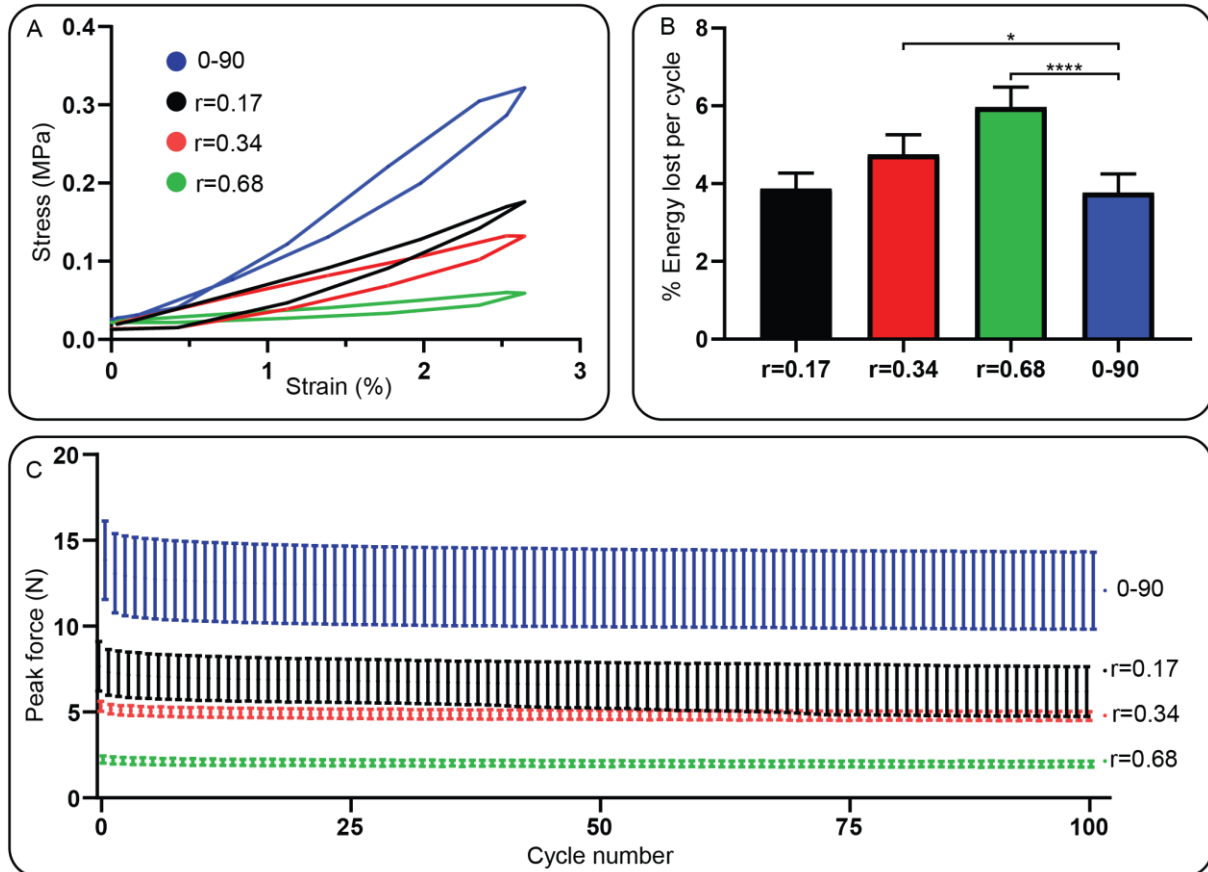 A
Stress (MPa)
0.4
0.3
0.2
0.1
0.0
0-90
r=0.17
r=0.34
r=0.68
0
1
2
3
Strain (%)
B
% Energy lost per cycle
8
6
4
2
0
*
****
r=0.17
r=0.34
r=0.68
0-90
C
Peak force (N)
20
15
10
5
0
0-90
r=0.17
r=0.34
r=0.68
0
25
50
75
100
Cycle number